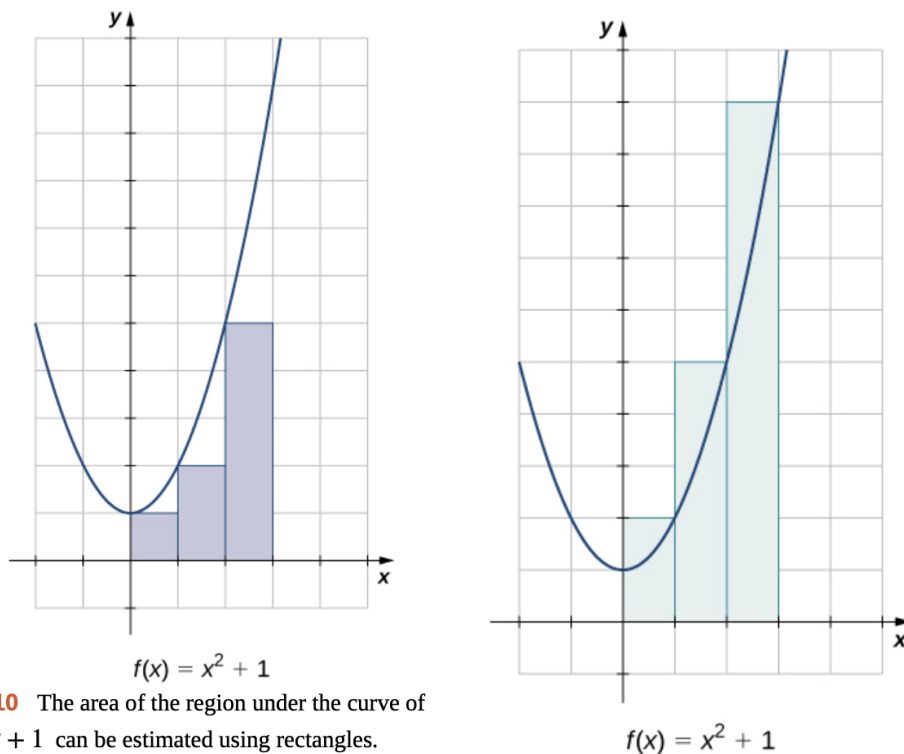 y
x
f(x) = x² + 1
10 The area of the region under the curve of
+ 1 can be estimated using rectangles.
y
x
f(x) = x² + 1